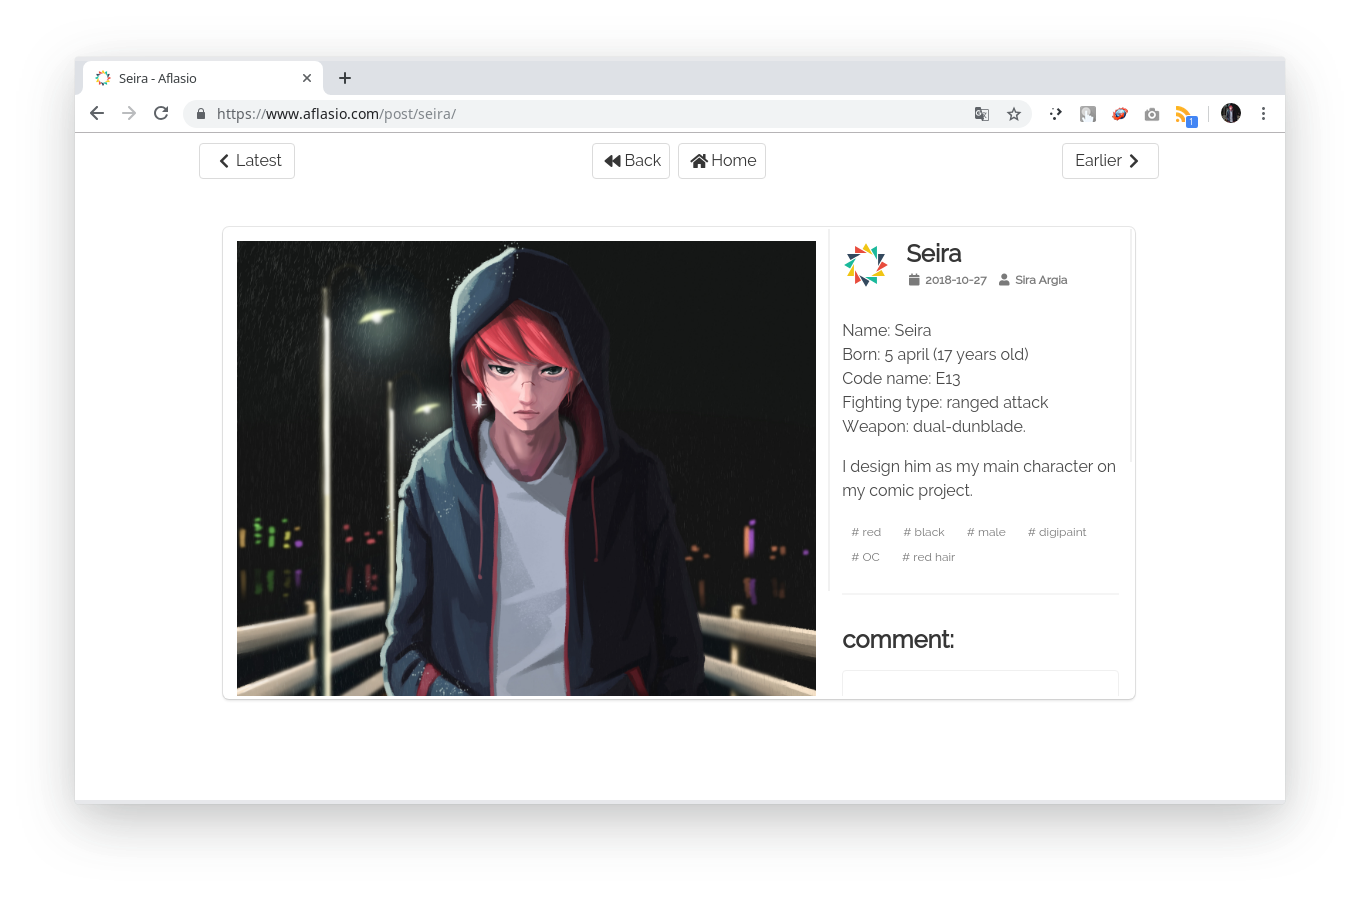 Seira - Aflasio
https://www.aflasio.com/post/seira/
1
Latest
Back
Home
Earlier
Seira
2018-10-27 Sira Argia
Name: Seira
Born: 5 april (17 years old)
Code name: E13
Fighting type: ranged attack
Weapon: dual-dunblade.
I design him as my main character on
my comic project.
# red # black # male # digipaint
# OC # red hair
comment: